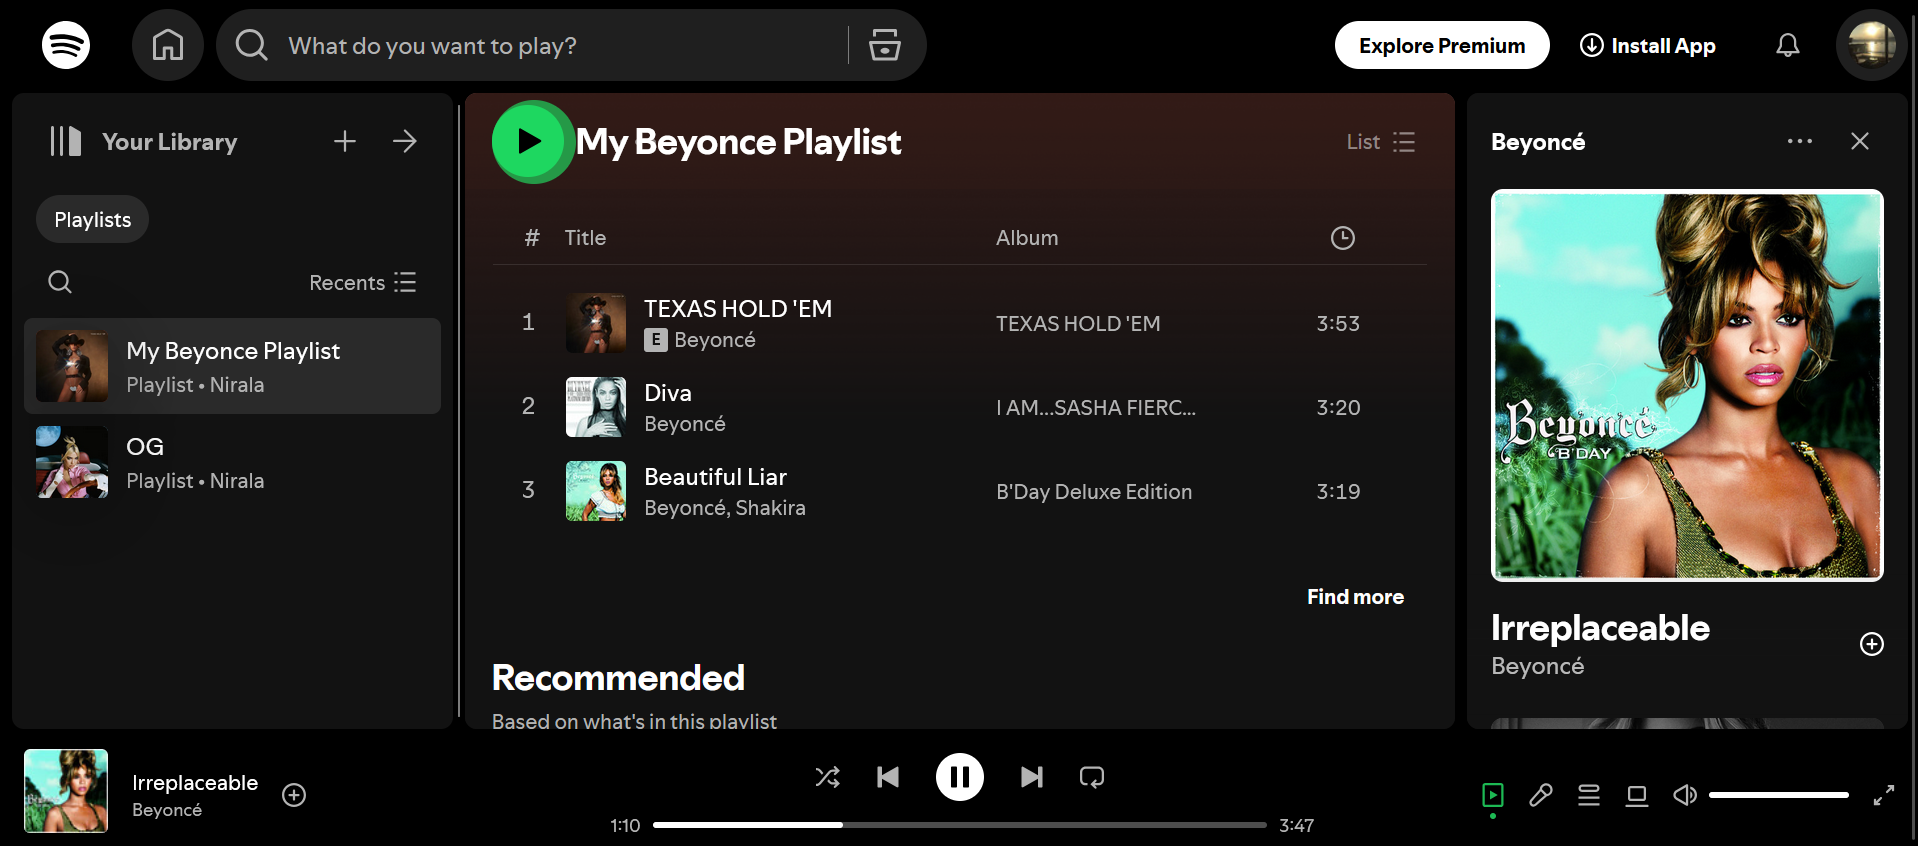 What do you want to play?
Explore Premium
Install App
Your Library
Playlists
Recents
My Beyonce Playlist
Playlist • Nirala
OG
Playlist • Nirala
My Beyonce Playlist
List
# Title Album
1 TEXAS HOLD 'EM TEXAS HOLD 'EM 3:53
E Beyoncé
2 Diva I AM...SASHA FIERC... 3:20
Beyoncé
3 Beautiful Liar B'Day Deluxe Edition 3:19
Beyoncé, Shakira
Find more
Recommended
Based on what's in this playlist
Beyoncé
Beyoncé
B'DAY
Irreplaceable
Beyoncé
Irreplaceable
Beyoncé
1:10
3:47